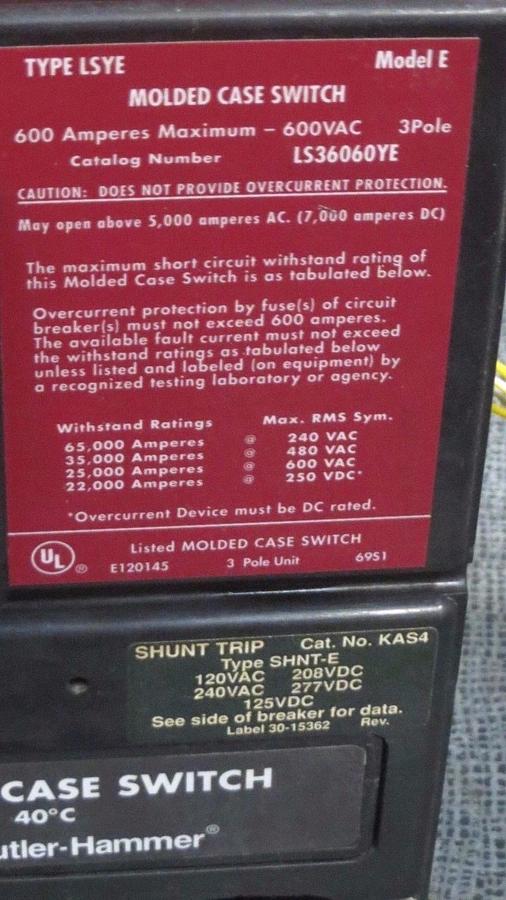 TYPE LSYE Model E
MOLDED CASE SWITCH
600 Amperes Maximum – 600VAC 3Pole
Catalog Number LS36060YE
CAUTION: DOES NOT PROVIDE OVERCURRENT PROTECTION.
May open above 5,000 amperes AC. (7,000 amperes DC)
The maximum short circuit withstand rating of
this Molded Case Switch is as tabulated below.
Overcurrent protection by fuse(s) of circuit
breaker(s) must not exceed 600 amperes.
The available fault current must not exceed
the withstand ratings as tabulated below
unless listed and labeled (on equipment) by
a recognized testing laboratory or agency.
Withstand Ratings Max. RMS Sym.
65,000 Amperes @ 240 VAC
35,000 Amperes @ 480 VAC
25,000 Amperes @ 600 VAC
22,000 Amperes @ 250 VDC*
*Overcurrent Device must be DC rated.
UL ® Listed MOLDED CASE SWITCH
E120145 3 Pole Unit 69S1
SHUNT TRIP Cat. No. KAS4
Type SHNT-E
120VAC 208VDC
240VAC 277VDC
125VDC
See side of breaker for data.
Label 30-15362 Rev.
CASE SWITCH
40°C
utler-Hammer®